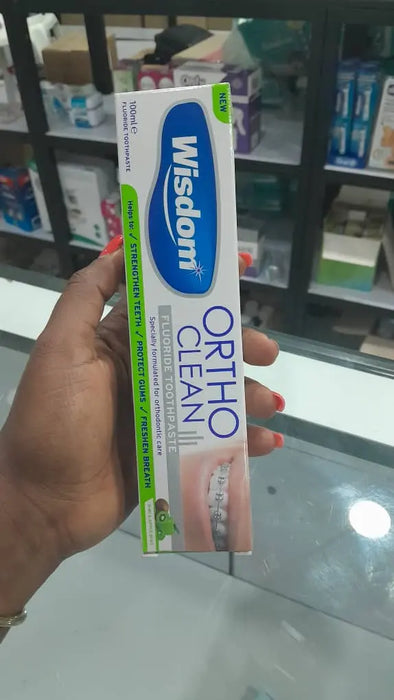 NEW
Wisdom
100ml e
FLUORIDE TOOTHPASTE
ORTHO
CLEAN
FLUORIDE TOOTHPASTE
Specially formulated for orthodontic care
Helps to: ✓ STRENGTHEN TEETH ✓ PROTECT GUMS ✓ FRESHEN BREATH